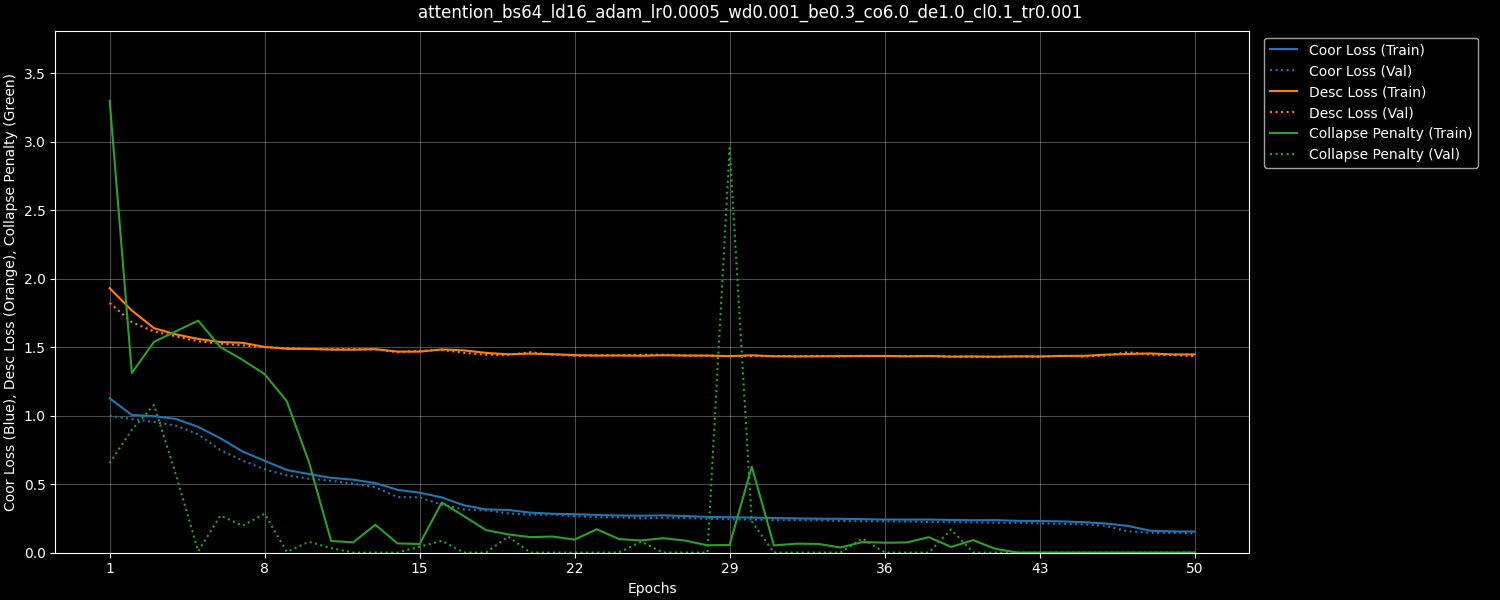 attention_bs64_ld16_adam_lr0.0005_wd0.001_be0.3_co6.0_de1.0_cl0.1_tr0.001
Coor Loss (Blue), Desc Loss (Orange), Collapse Penalty (Green)
3.5
3.0
2.5
2.0
1.5
1.0
0.5
0.0
1 8 15 22 29 36 43 50
Epochs
Coor Loss (Train)
Coor Loss (Val)
Desc Loss (Train)
Desc Loss (Val)
Collapse Penalty (Train)
Collapse Penalty (Val)